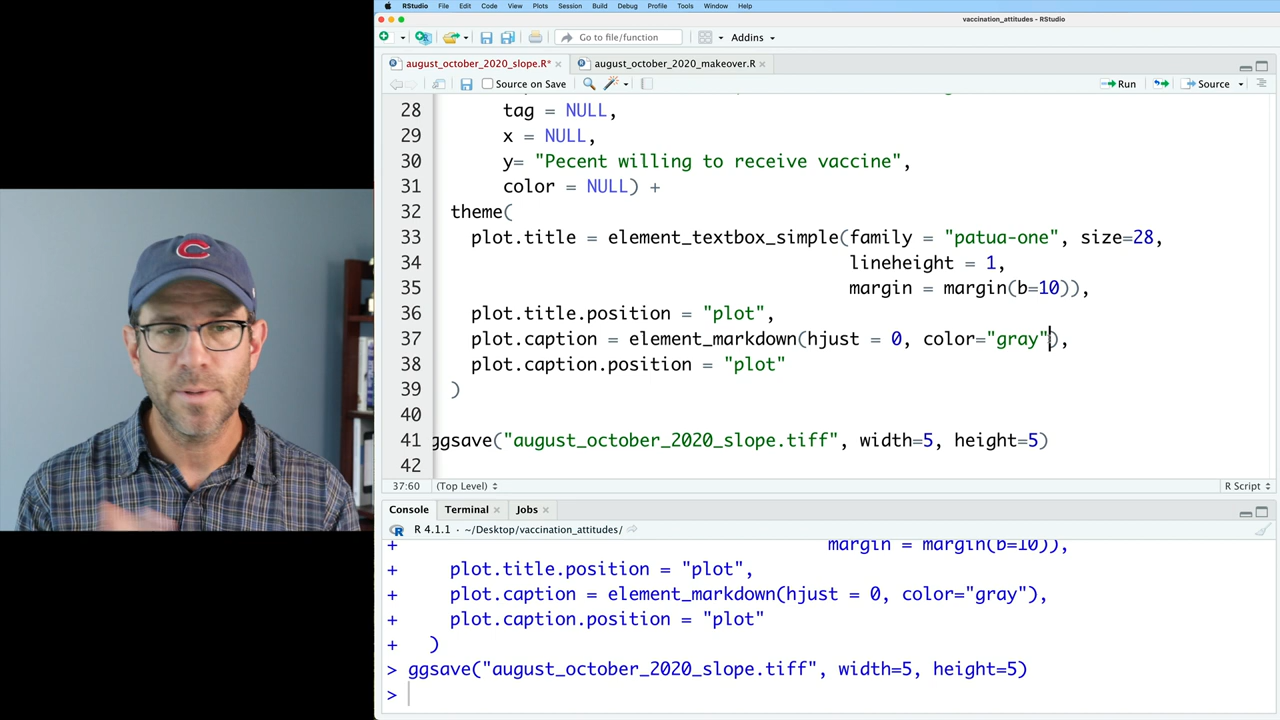 RStudio File Edit Code View Plots Session Build Debug Profile Tools Window Help
vaccination_attitudes - RStudio
Go to file/function Addins
august_october_2020_slope.R* august_october_2020_makeover.R
Source on Save Run Source
28 tag = NULL,
29 x = NULL,
30 y= "Pecent willing to receive vaccine",
31 color = NULL) +
32 theme(
33 plot.title = element_textbox_simple(family = "patua-one", size=28,
34 lineheight = 1,
35 margin = margin(b=10)),
36 plot.title.position = "plot",
37 plot.caption = element_markdown(hjust = 0, color="gray"),
38 plot.caption.position = "plot"
39 )
40
41 ggsave("august_october_2020_slope.tiff", width=5, height=5)
42
37:60 (Top Level) R Script
Console Terminal Jobs
R 4.1.1 · ~/Desktop/vaccination_attitudes/
+ margin = margin(b=10)),
+ plot.title.position = "plot",
+ plot.caption = element_markdown(hjust = 0, color="gray"),
+ plot.caption.position = "plot"
+ )
> ggsave("august_october_2020_slope.tiff", width=5, height=5)
>